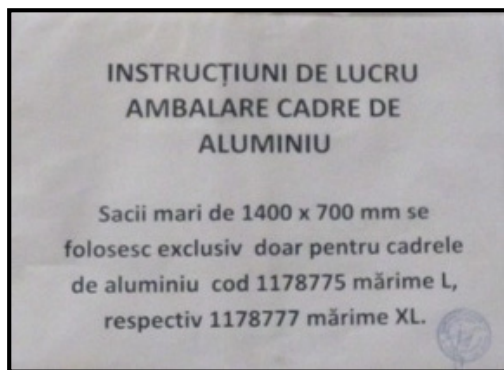 INSTRUCȚIUNI DE LUCRU
AMBALARE CADRE DE
ALUMINIU
Sacii mari de 1400 x 700 mm se
folosesc exclusiv doar pentru cadrele
de aluminiu cod 1178775 mărime L,
respectiv 1178777 mărime XL.